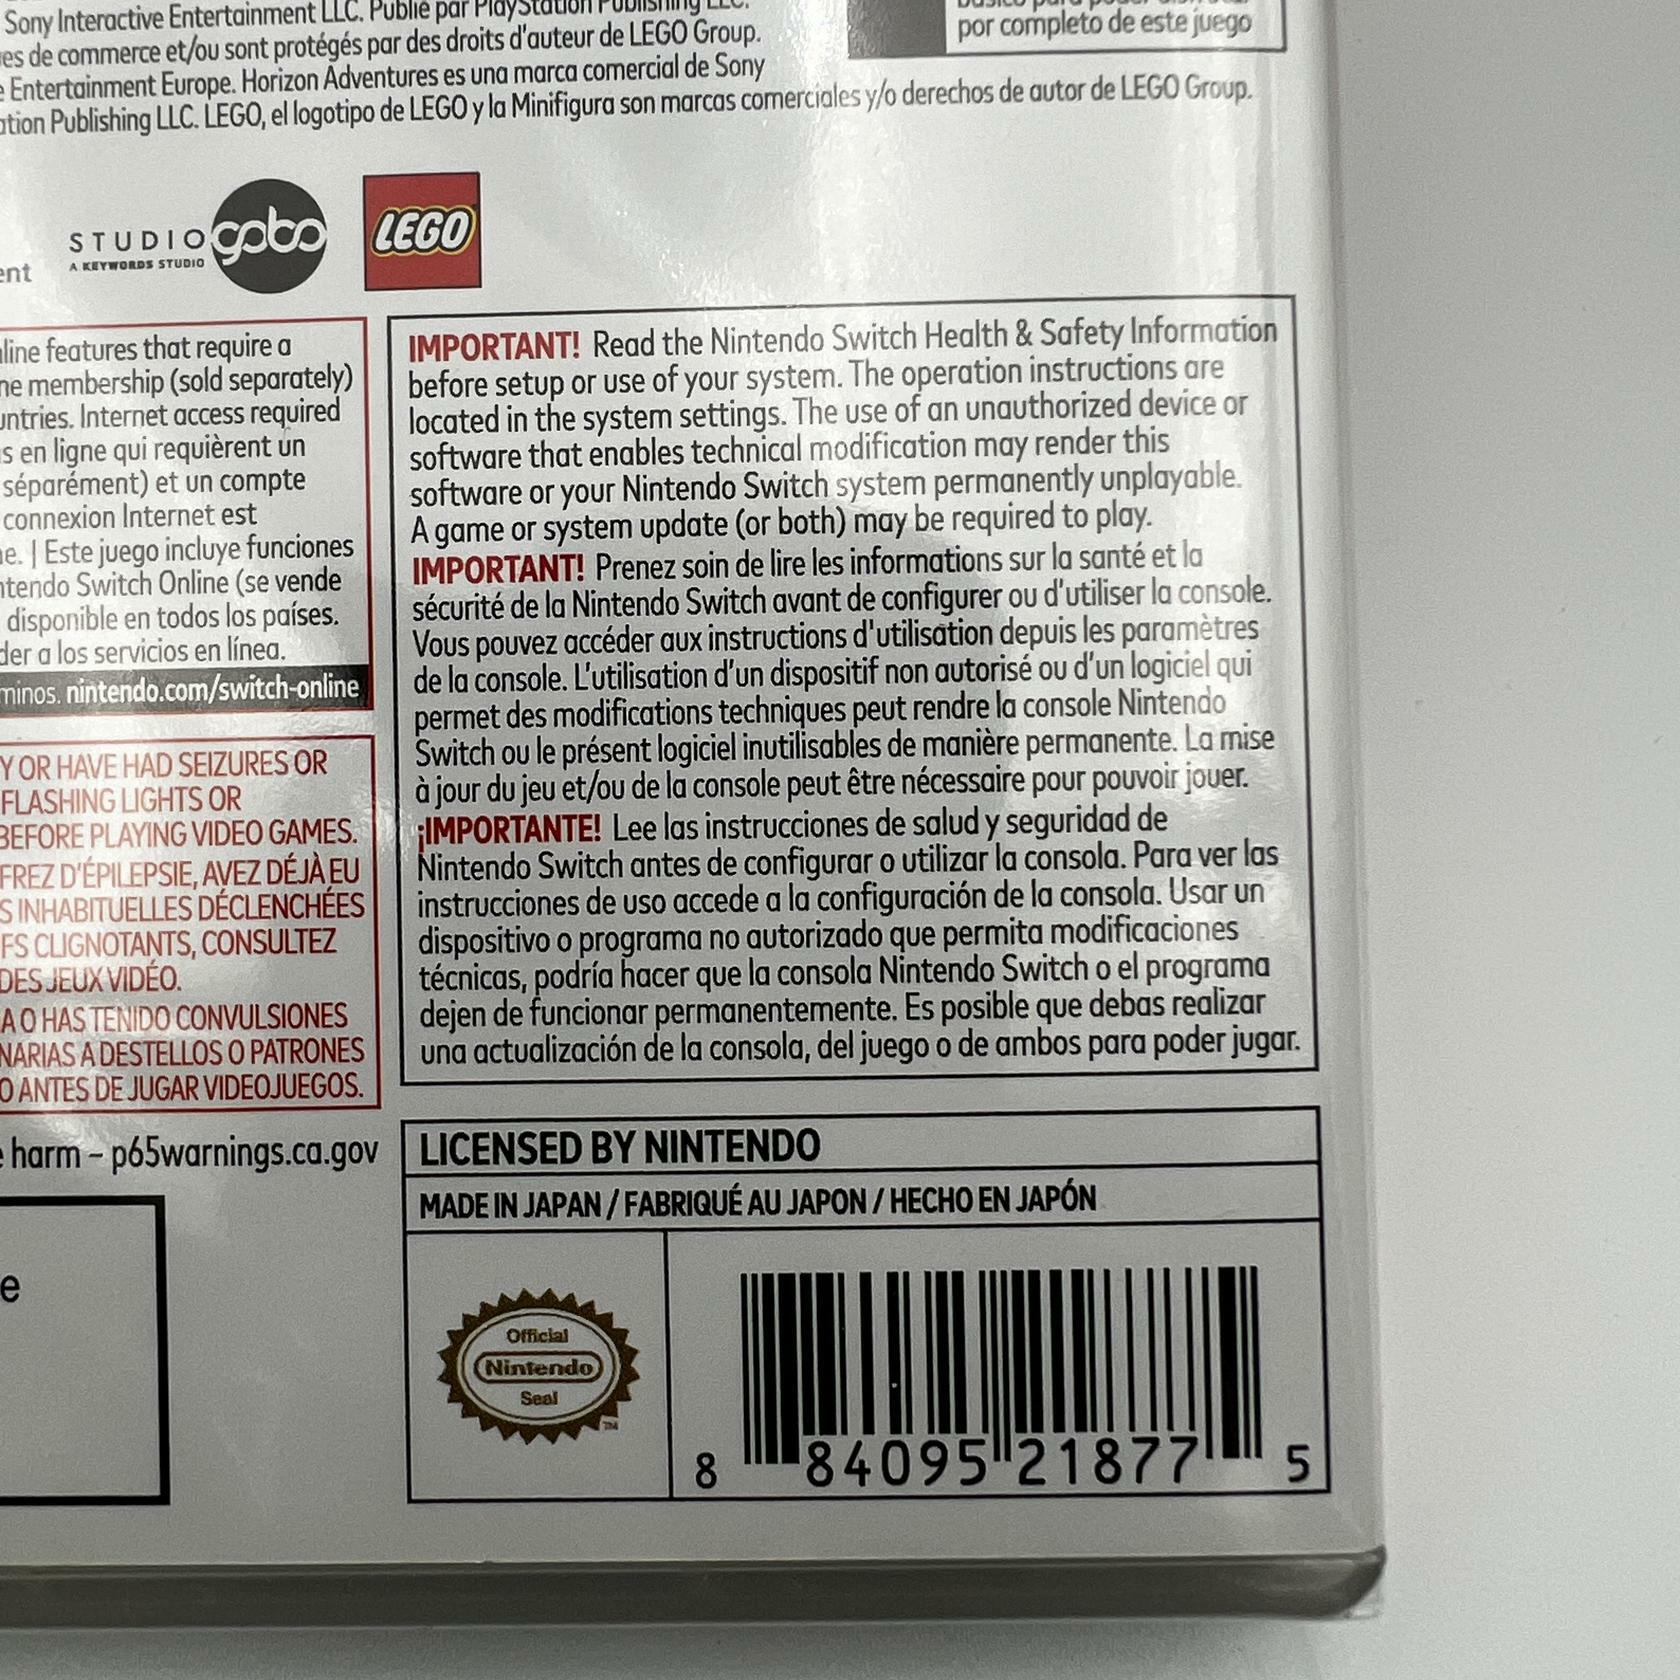 Sony Interactive Entertainment LLC. Publié par PlayStation Publishing LLC.
es de commerce et/ou sont protégés par des droits d'auteur de LEGO Group.
Entertainment Europe. Horizon Adventures es una marca comercial de Sony
ation Publishing LLC. LEGO, el logotipo de LEGO y la Minifigura son marcas comerciales y/o derechos de autor de LEGO Group.
por completo de este juego
ent
STUDIO gobo
A KEYWORDS STUDIO
LEGO
line features that require a
ne membership (sold separately)
untries. Internet access required
s en ligne qui requièrent un
séparément) et un compte
connexion Internet est
e. | Este juego incluye funciones
ntendo Switch Online (se vende
disponible en todos los países.
der a los servicios en línea.
minos. nintendo.com/switch-online
Y OR HAVE HAD SEIZURES OR
FLASHING LIGHTS OR
BEFORE PLAYING VIDEO GAMES.
FREZ D'ÉPILEPSIE, AVEZ DÉJÀ EU
S INHABITUELLES DÉCLENCHÉES
FS CLIGNOTANTS, CONSULTEZ
DES JEUX VIDÉO.
A O HAS TENIDO CONVULSIONES
NARIAS A DESTELLOS O PATRONES
O ANTES DE JUGAR VIDEOJUEGOS.
e harm – p65warnings.ca.gov
e
IMPORTANT! Read the Nintendo Switch Health & Safety Information
before setup or use of your system. The operation instructions are
located in the system settings. The use of an unauthorized device or
software that enables technical modification may render this
software or your Nintendo Switch system permanently unplayable.
A game or system update (or both) may be required to play.
IMPORTANT! Prenez soin de lire les informations sur la santé et la
sécurité de la Nintendo Switch avant de configurer ou d'utiliser la console.
Vous pouvez accéder aux instructions d'utilisation depuis les paramètres
de la console. L'utilisation d'un dispositif non autorisé ou d'un logiciel qui
permet des modifications techniques peut rendre la console Nintendo
Switch ou le présent logiciel inutilisables de manière permanente. La mise
à jour du jeu et/ou de la console peut être nécessaire pour pouvoir jouer.
¡IMPORTANTE! Lee las instrucciones de salud y seguridad de
Nintendo Switch antes de configurar o utilizar la consola. Para ver las
instrucciones de uso accede a la configuración de la consola. Usar un
dispositivo o programa no autorizado que permita modificaciones
técnicas, podría hacer que la consola Nintendo Switch o el programa
dejen de funcionar permanentemente. Es posible que debas realizar
una actualización de la consola, del juego o de ambos para poder jugar.
LICENSED BY NINTENDO
MADE IN JAPAN / FABRIQUÉ AU JAPON / HECHO EN JAPÓN
Official
Nintendo
Seal
TM
8 84095 21877 5